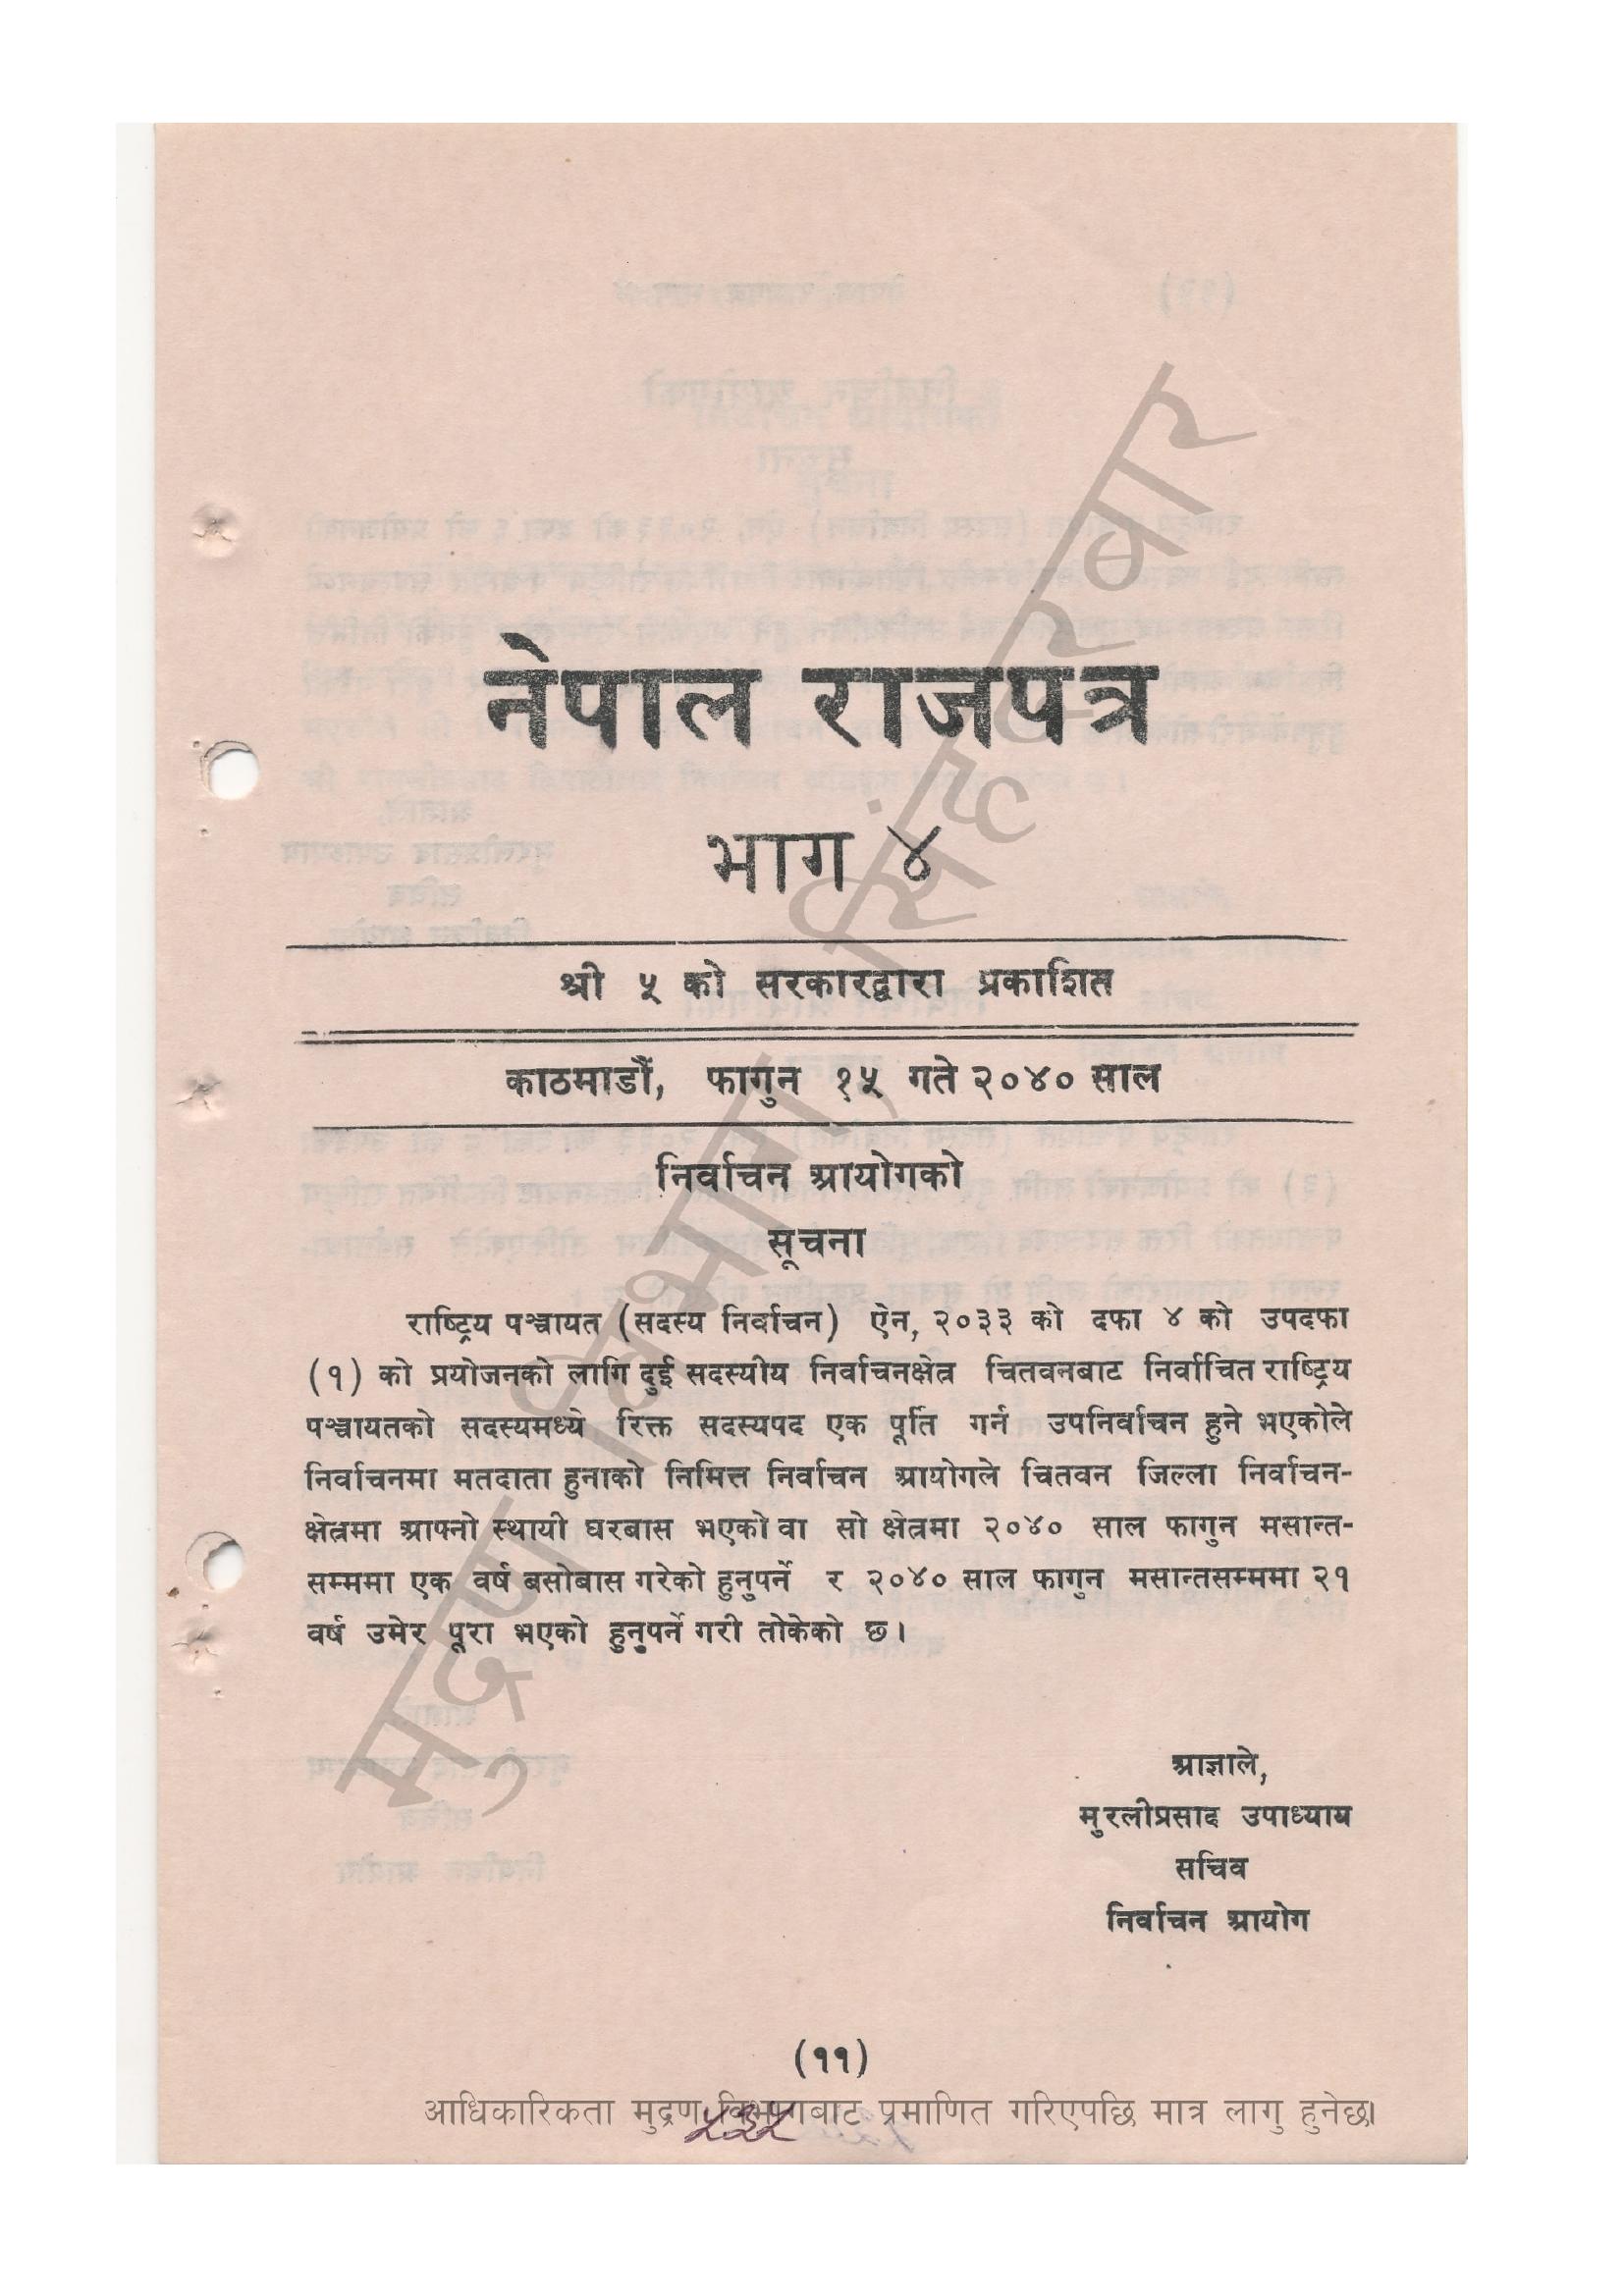 नेपाल राजपत्र
भाग ४
श्री ५ को सरकारद्वारा प्रकाशित
काठमाडौं, फागुन १५ गते २०४० साल
निर्वाचन आयोगको
सूचना
राष्ट्रिय पञ्चायत (सदस्य निर्वाचन) ऐन, २०३३ को दफा ४ को उपदफा
(१) को प्रयोजनको लागि दुई सदस्यीय निर्वाचनक्षेत्र चितवनबाट निर्वाचित राष्ट्रिय
पञ्चायतको सदस्यमध्ये रिक्त सदस्यपद एक पूर्ति गर्न उपनिर्वाचन हुने भएकोले
निर्वाचनमा मतदाता हुनाको निमित्त निर्वाचन आयोगले चितवन जिल्ला निर्वाचन-
क्षेत्रमा आफ्नो स्थायी घरबास भएको वा सो क्षेत्रमा २०४० साल फागुन मसान्त-
सम्ममा एक वर्ष बसोबास गरेको हुनुपर्ने र २०४० साल फागुन मसान्तसम्ममा २१
वर्ष उमेर पूरा भएको हुनुपर्ने गरी तोकेको छ।
आज्ञाले,
मुरलीप्रसाद उपाध्याय
सचिव
निर्वाचन आयोग
(११)
आधिकारिकता मुद्रण विभागबाट प्रमाणित गरिएपछि मात्र लागु हुनेछ।
५३५
मुद्रण विभाग, सिंहदरबार